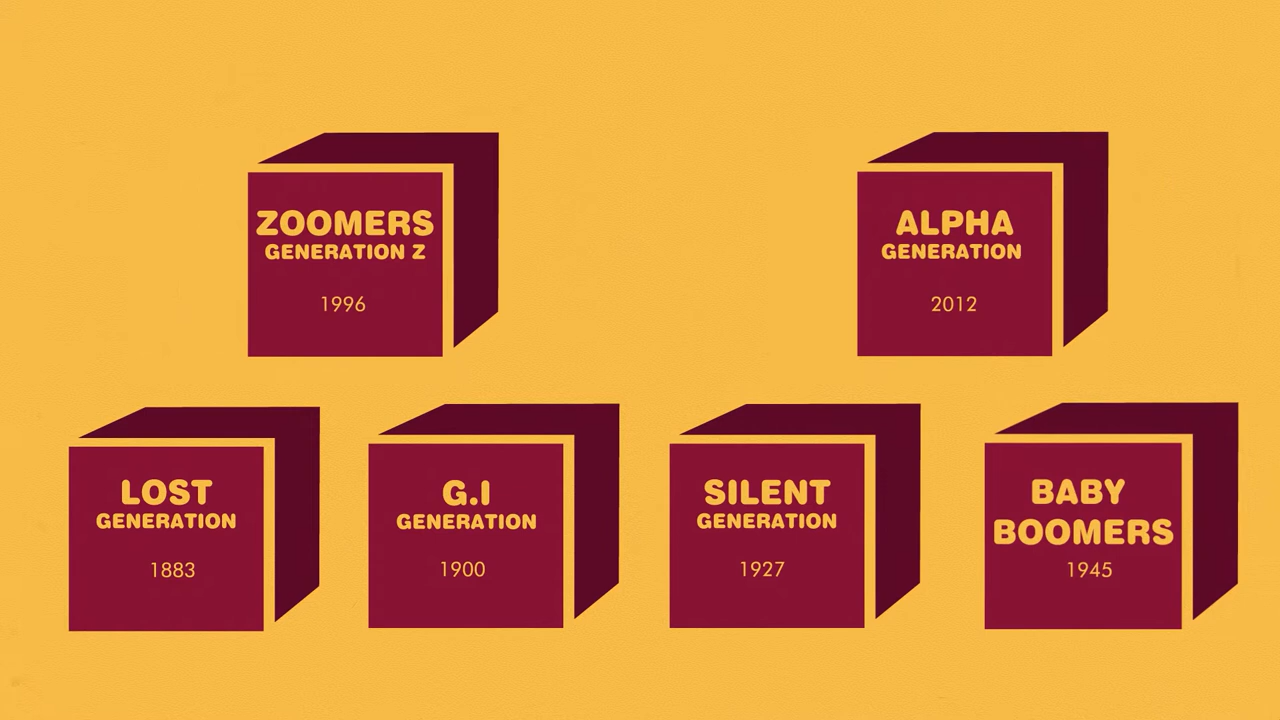 ZOOMERS
GENERATION Z
1996
ALPHA
GENERATION
2012
LOST
GENERATION
1883
G.I
GENERATION
1900
SILENT
GENERATION
1927
BABY
BOOMERS
1945